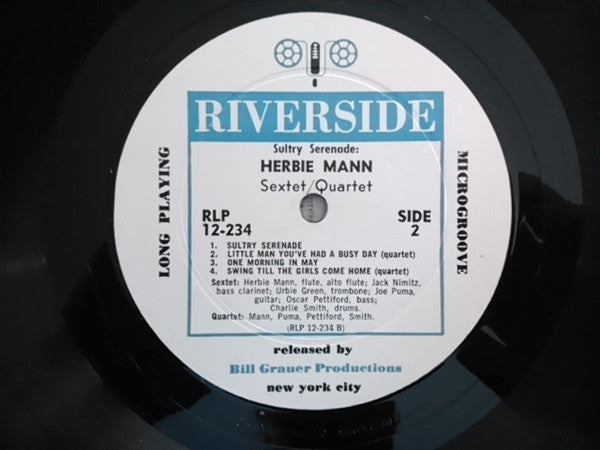 RIVERSIDE
Sultry Serenade:
HERBIE MANN
Sextet/Quartet
RLP
12-234
SIDE
2
1. SULTRY SERENADE
2. LITTLE MAN YOU'VE HAD A BUSY DAY (quartet)
3. ONE MORNING IN MAY
4. SWING TILL THE GIRLS COME HOME (quartet)
Sextet: Herbie Mann, flute, alto flute; Jack Nimitz,
bass clarinet; Urbie Green, trombone; Joe Puma,
guitar; Oscar Pettiford, bass;
Charlie Smith, drums.
Quartet: Mann, Puma, Pettiford, Smith.
(RLP 12-234 B)
LONG PLAYING
MICROGROOVE
released by
Bill Grauer Productions
new york city